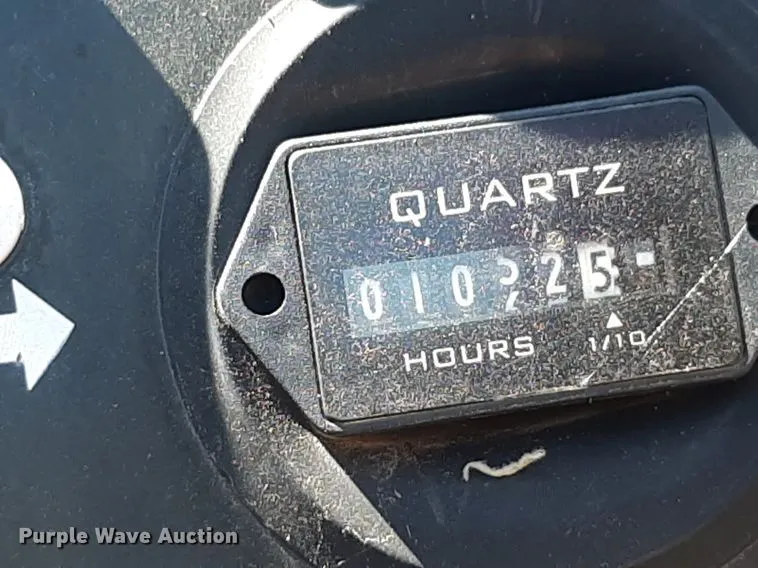 QUARTZ
010225
HOURS 1/10
Purple Wave Auction